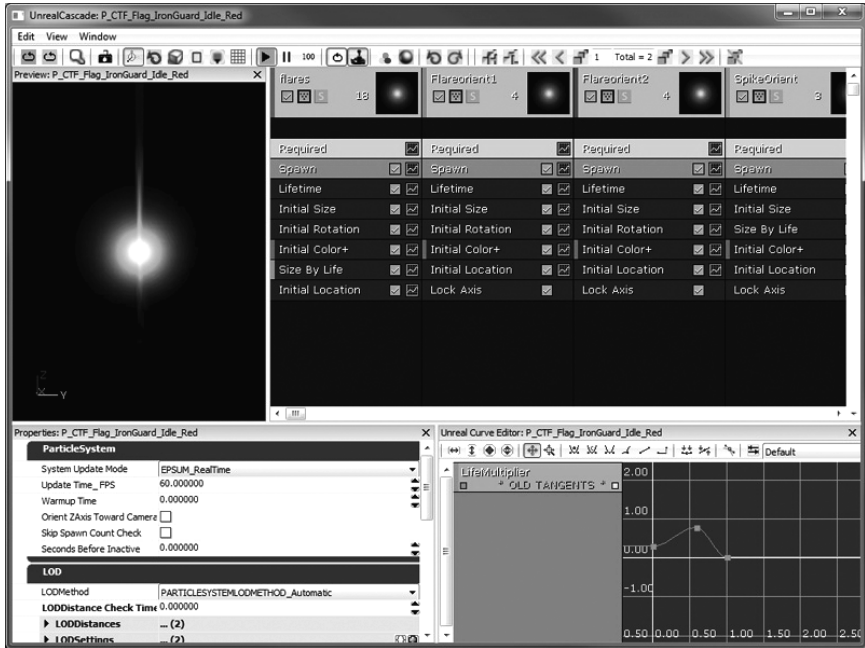 UnrealCascade: P_CTF_Flag_IronGuard_Idle_Red
Edit View Window
100
1 Total = 2
Preview: P_CTF_Flag_IronGuard_Idle_Red
Z
Y
flares
18
Required
Spawn
Lifetime
Initial Size
Initial Rotation
Initial Color+
Size By Life
Initial Location
Flareorient1
4
Required
Spawn
Lifetime
Initial Size
Initial Rotation
Initial Color+
Initial Location
Lock Axis
Flareorient2
4
Required
Spawn
Lifetime
Initial Size
Initial Rotation
Initial Color+
Initial Location
Lock Axis
SpikeOrient
3
Required
Spawn
Lifetime
Initial Size
Size By Life
Initial Color+
Initial Location
Lock Axis
Properties: P_CTF_Flag_IronGuard_Idle_Red
ParticleSystem
System Update Mode EPSUM_RealTime
Update Time_FPS 60.000000
Warmup Time 0.000000
Orient ZAxis Toward Camera
Skip Spawn Count Check
Seconds Before Inactive 0.000000
LOD
LODMethod PARTICLESYSTEMLODMETHOD_Automatic
LODDistance Check Time 0.000000
LODDistances ... (2)
LODSettings ... (2)
Unreal Curve Editor: P_CTF_Flag_IronGuard_Idle_Red
Default
LifeMultiplier
* OLD TANGENTS *
2.00
1.00
0.00
-1.00
0.50 0.00 0.50 1.00 1.50 2.00 2.50